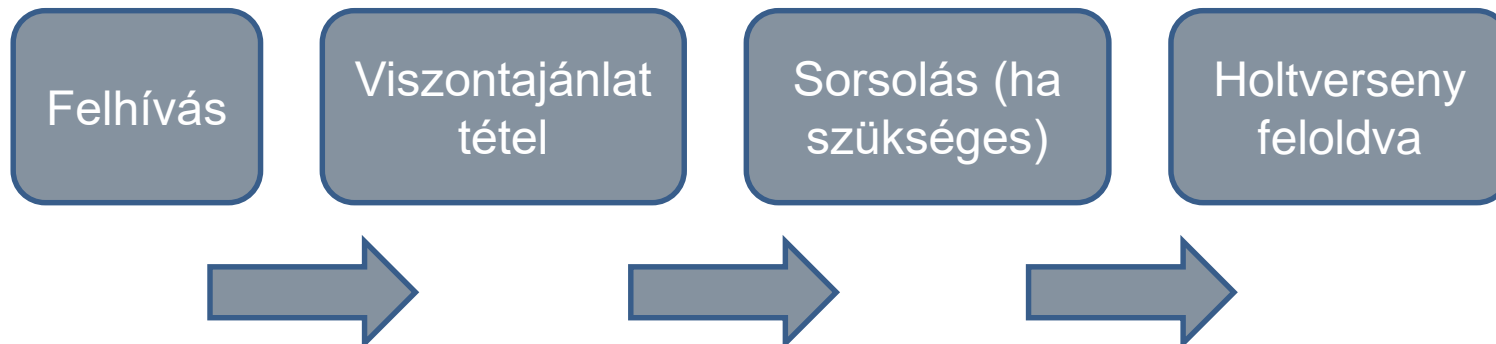 Felhívás
Viszontajánlat
tétel
Sorsolás (ha
szükséges)
Holtverseny
feloldva